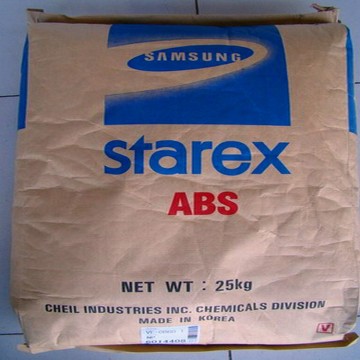 SAMSUNG
starex
ABS
NET WT : 25kg
CHEIL INDUSTRIES INC. CHEMICALS DIVISION
MADE IN KOREA